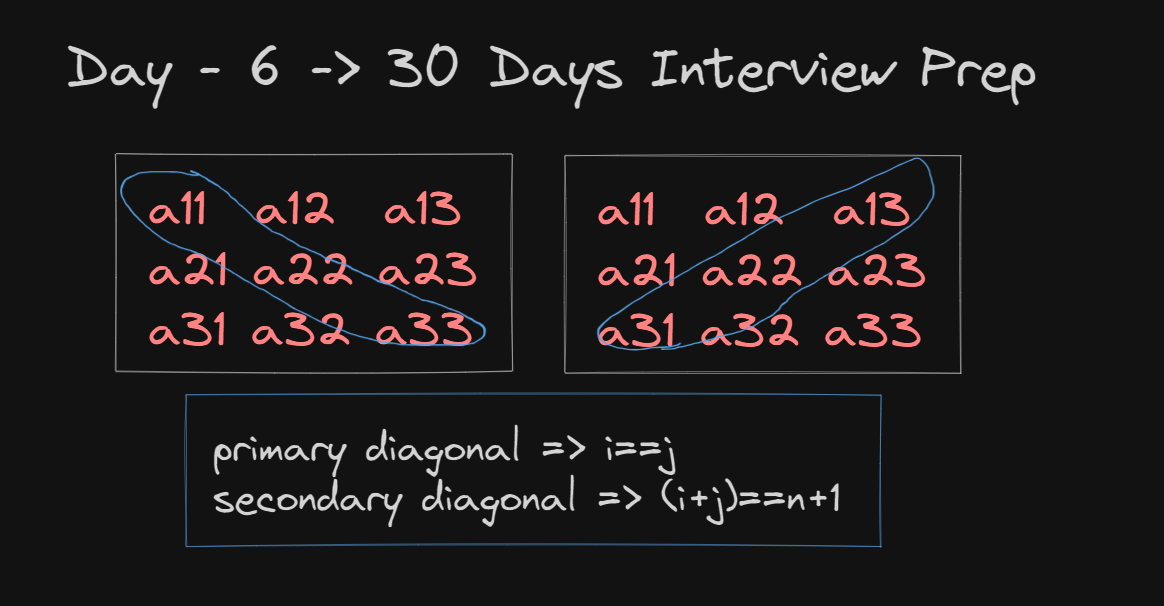 Day - 6 -> 30 Days Interview Prep
a11 a12 a13
a21 a22 a23
a31 a32 a33
a11 a12 a13
a21 a22 a23
a31 a32 a33
primary diagonal => i==j
secondary diagonal => (i+j)==n+1